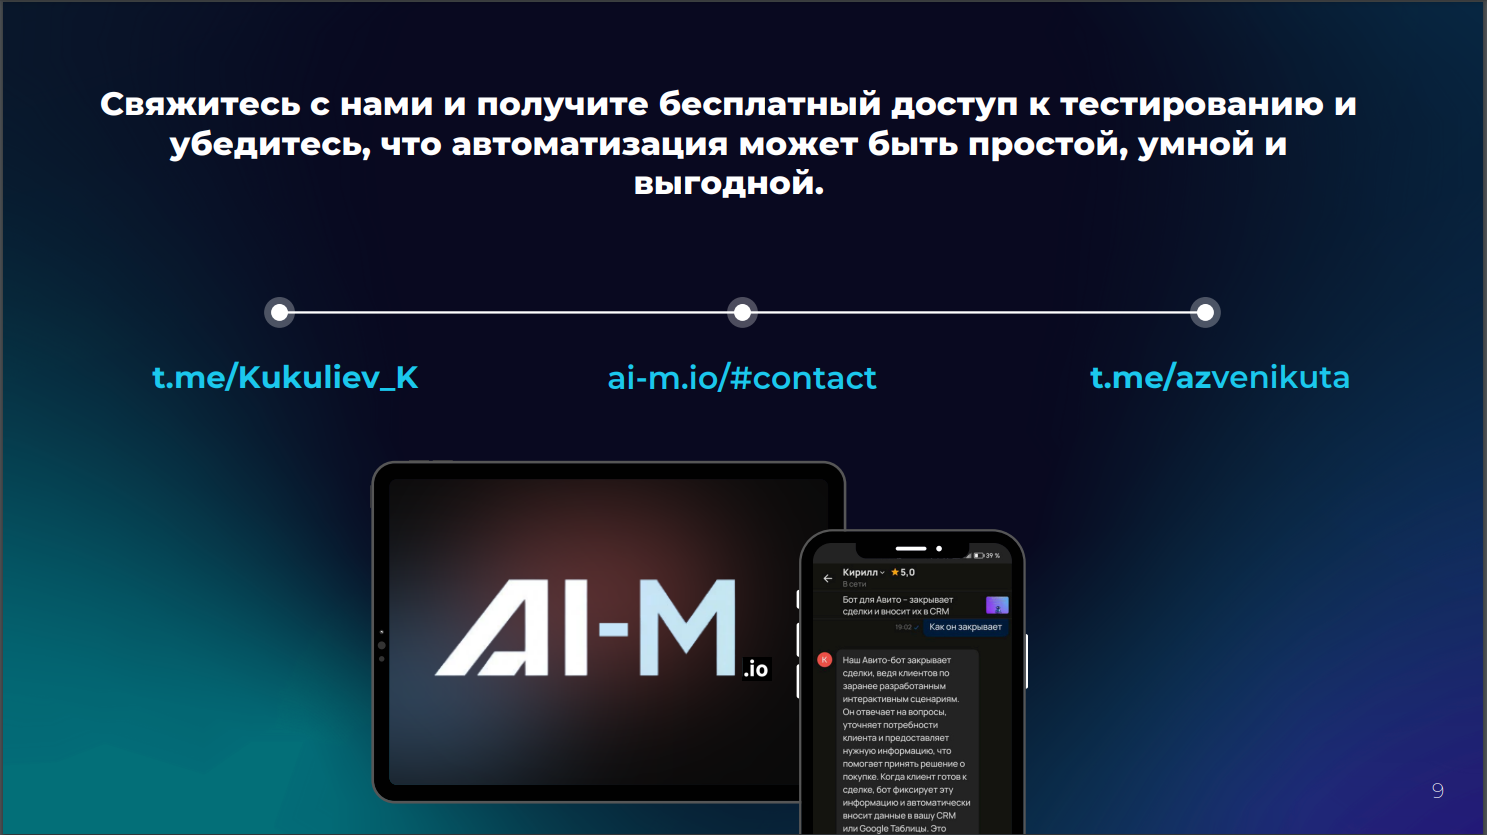 Свяжитесь с нами и получите бесплатный доступ к тестированию и
убедитесь, что автоматизация может быть простой, умной и
выгодной.
t.me/Kukuliev_K
ai-m.io/#contact
t.me/azvenikuta
AI-M
.io
39 %
Кирилл ★ 5,0
В сети
Бот для Авито – закрывает
сделки и вносит их в CRM
19:02 ✓ Как он закрывает
К
Наш Авито-бот закрывает
сделки, ведя клиентов по
заранее разработанным
интерактивным сценариям.
Он отвечает на вопросы,
уточняет потребности
клиента и предоставляет
нужную информацию, что
помогает принять решение о
покупке. Когда клиент готов к
сделке, бот фиксирует эту
информацию и автоматически
вносит данные в вашу CRM
или Google Таблицы. Это
9